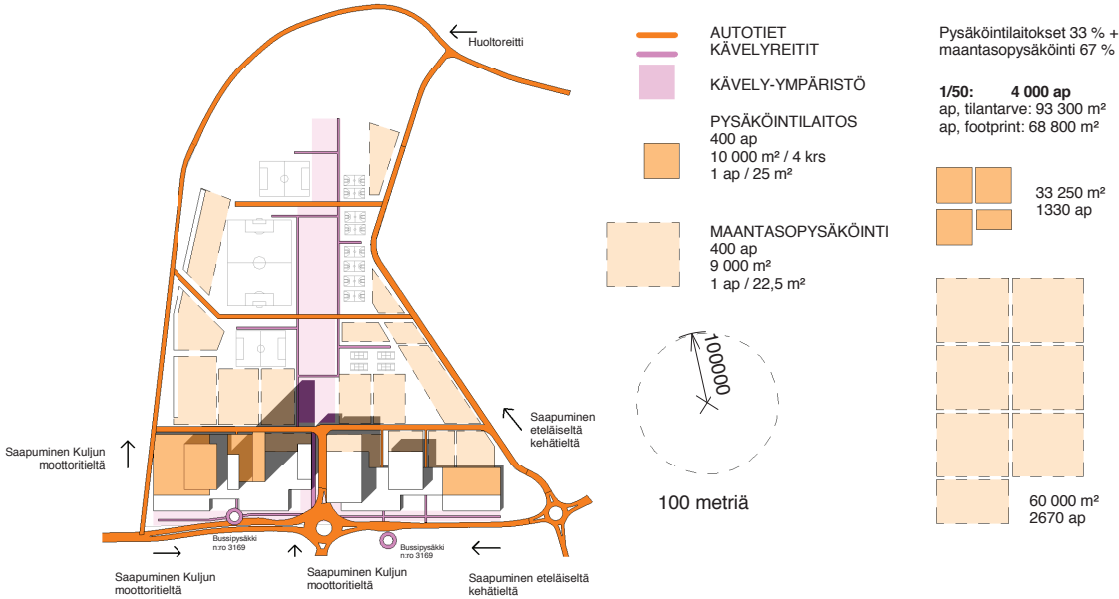 Huoltoreitti
Saapuminen
eteläiseltä
kehätieltä
Saapuminen Kuljun
moottoritieltä
Bussipysäkki
n:ro 3169
Bussipysäkki
n:ro 3169
Saapuminen Kuljun
moottoritieltä
Saapuminen Kuljun
moottoritieltä
Saapuminen eteläiseltä
kehätieltä
AUTOTIET
KÄVELYREITIT
KÄVELY-YMPÄRISTÖ
PYSÄKÖINTILAITOS
400 ap
10 000 m² / 4 krs
1 ap / 25 m²
MAANTASOPYSÄKÖINTI
400 ap
9 000 m²
1 ap / 22,5 m²
100000
100 metriä
Pysäköintilaitokset 33 % +
maantasopysäköinti 67 %
1/50: 4 000 ap
ap, tilantarve: 93 300 m²
ap, footprint: 68 800 m²
33 250 m²
1330 ap
60 000 m²
2670 ap